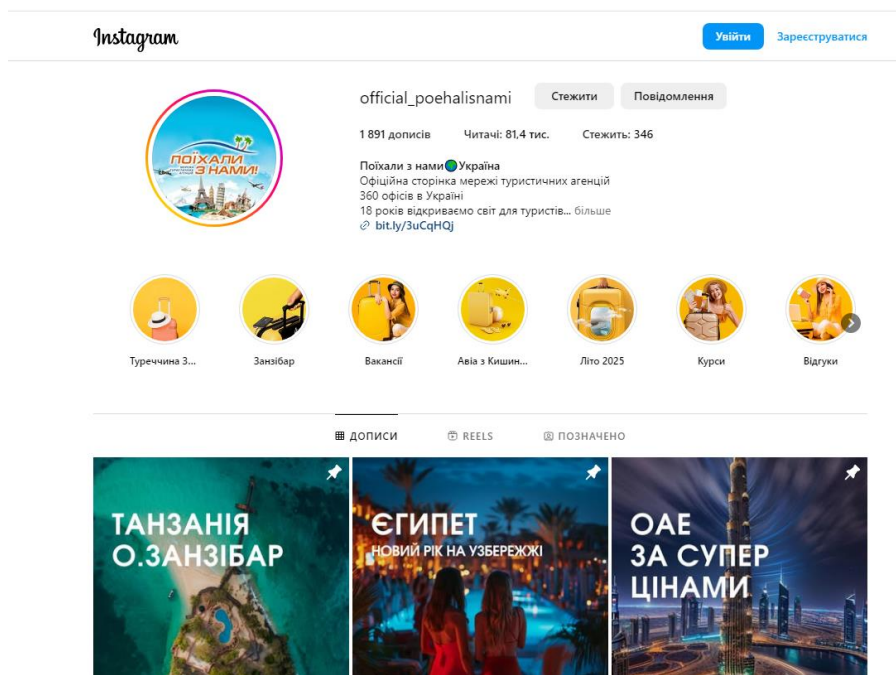 Instagram
Увійти
Зареєструватися
official_poehalisnami
Стежити
Повідомлення
1 891 дописів
Читачі: 81,4 тис.
Стежить: 346
ПОЇХАЛИ
З НАМИ!
Поїхали з нами Україна
Офіційна сторінка мережі туристичних агенцій
360 офісів в Україні
18 років відкриваємо світ для туристів... більше
bit.ly/3uCqHQj
Туреччина З...
Занзібар
Вакансії
Авіа з Кишин...
Літо 2025
Курси
Відгуки
ДОПИСИ
REELS
ПОЗНАЧЕНО
ТАНЗАНІЯ
О.ЗАНЗІБАР
ЄГИПЕТ
НОВИЙ РІК НА УЗБЕРЕЖЖІ
ОАЕ
ЗА СУПЕР
ЦІНАМИ